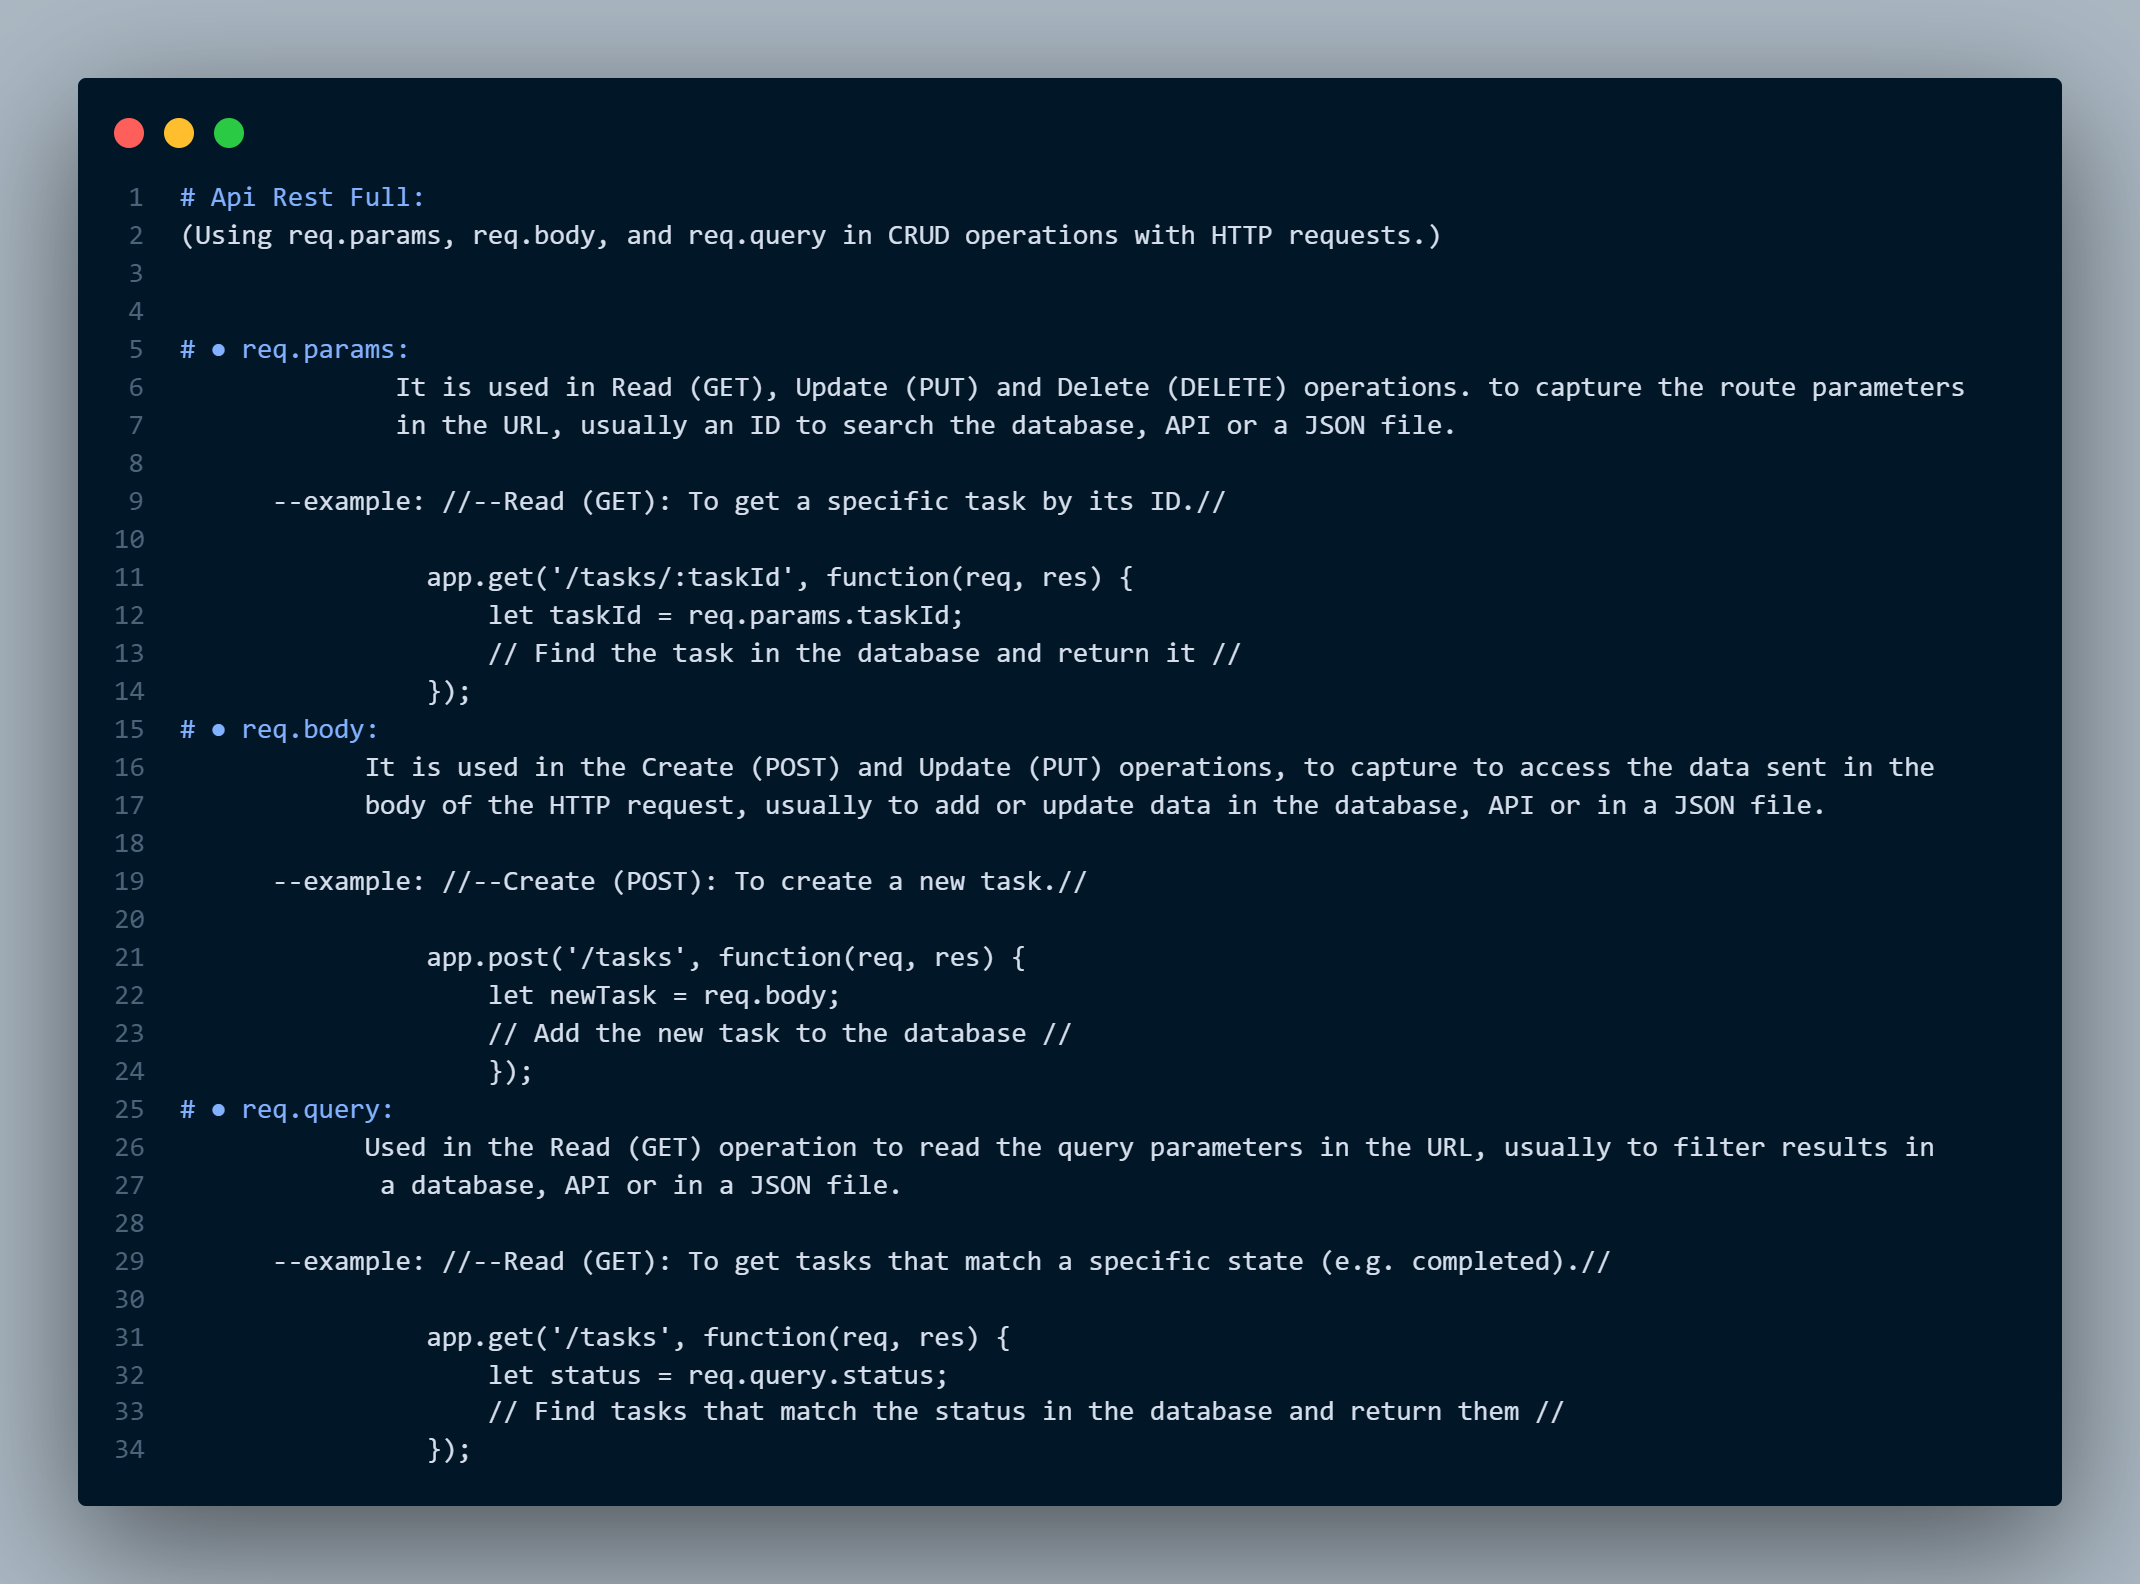 1 # Api Rest Full:
2 (Using req.params, req.body, and req.query in CRUD operations with HTTP requests.)
3
4
5 # ● req.params:
6 It is used in Read (GET), Update (PUT) and Delete (DELETE) operations. to capture the route parameters
7 in the URL, usually an ID to search the database, API or a JSON file.
8
9 --example: //--Read (GET): To get a specific task by its ID.//
10
11 app.get('/tasks/:taskId', function(req, res) {
12 let taskId = req.params.taskId;
13 // Find the task in the database and return it //
14 });
15 # ● req.body:
16 It is used in the Create (POST) and Update (PUT) operations, to capture to access the data sent in the
17 body of the HTTP request, usually to add or update data in the database, API or in a JSON file.
18
19 --example: //--Create (POST): To create a new task.//
20
21 app.post('/tasks', function(req, res) {
22 let newTask = req.body;
23 // Add the new task to the database //
24 });
25 # ● req.query:
26 Used in the Read (GET) operation to read the query parameters in the URL, usually to filter results in
27 a database, API or in a JSON file.
28
29 --example: //--Read (GET): To get tasks that match a specific state (e.g. completed).//
30
31 app.get('/tasks', function(req, res) {
32 let status = req.query.status;
33 // Find tasks that match the status in the database and return them //
34 });